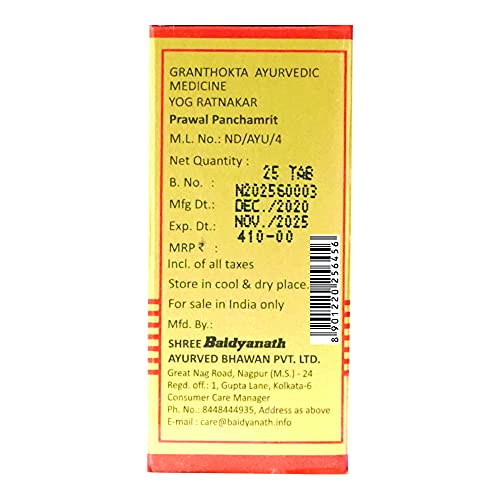 GRANTHOKTA AYURVEDIC
MEDICINE
YOG RATNAKAR
Prawal Panchamrit
M.L. No.: ND/AYU/4
Net Quantity : 25 TAB
B. No. : N202560003
Mfg Dt.: DEC./2020
Exp. Dt.: NOV./2025
MRP ₹ : 410-00
Incl. of all taxes
Store in cool & dry place.
For sale in India only
Mfd. By.:
SHREE Baidyanath
AYURVED BHAWAN PVT. LTD.
Great Nag Road, Nagpur (M.S.) - 24
Regd. off.: 1, Gupta Lane, Kolkata-6
Consumer Care Manager
Ph. No.: 8448444935, Address as above
E-mail : care@baidyanath.info
8901220256456